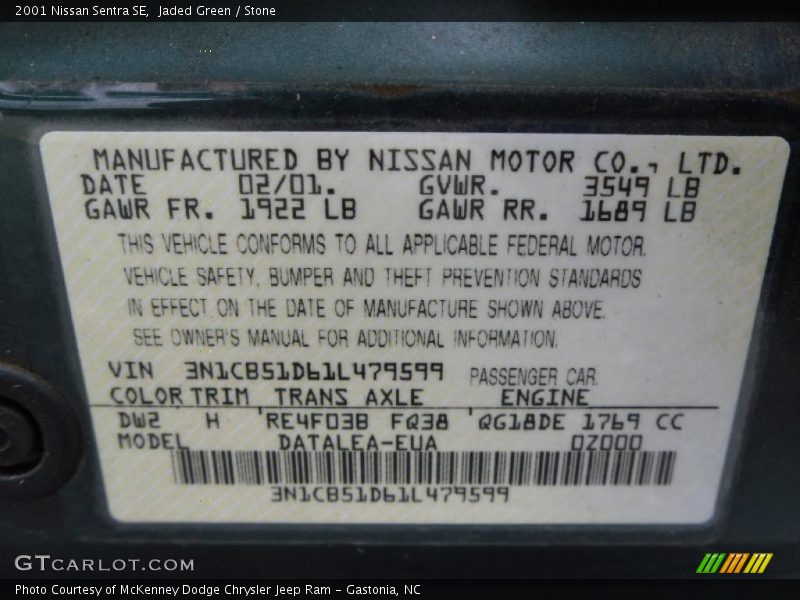 2001 Nissan Sentra SE, Jaded Green / Stone
MANUFACTURED BY NISSAN MOTOR CO., LTD.
DATE 02/01. GVWR. 3549 LB
GAWR FR. 1922 LB GAWR RR. 1689 LB
THIS VEHICLE CONFORMS TO ALL APPLICABLE FEDERAL MOTOR.
VEHICLE SAFETY, BUMPER AND THEFT PREVENTION STANDARDS
IN EFFECT ON THE DATE OF MANUFACTURE SHOWN ABOVE.
SEE OWNER'S MANUAL FOR ADDITIONAL INFORMATION.
VIN 3N1CB51D61L479599 PASSENGER CAR.
COLOR TRIM TRANS AXLE ENGINE
DW2 H RE4F03B FQ38 QG18DE 1769 CC
MODEL DATALEA-EUA 0Z000
3N1CB51D61L479599
GTCARLOT.COM
Photo Courtesy of McKenney Dodge Chrysler Jeep Ram - Gastonia, NC